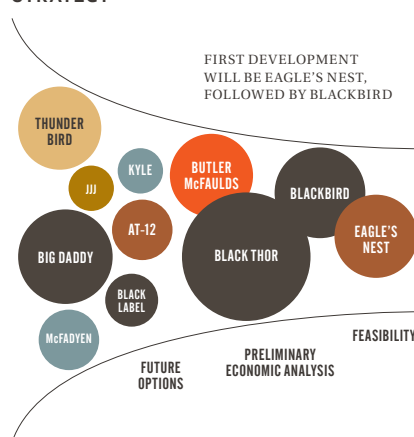 STRATEGY
FIRST DEVELOPMENT
WILL BE EAGLE'S NEST,
FOLLOWED BY BLACKBIRD
THUNDER
BIRD
JJJ
KYLE
BUTLER
McFAULDS
BLACKBIRD
BIG DADDY
AT-12
BLACK THOR
EAGLE'S
NEST
BLACK
LABEL
McFADYEN
FUTURE
OPTIONS
PRELIMINARY
ECONOMIC ANALYSIS
FEASIBILITY